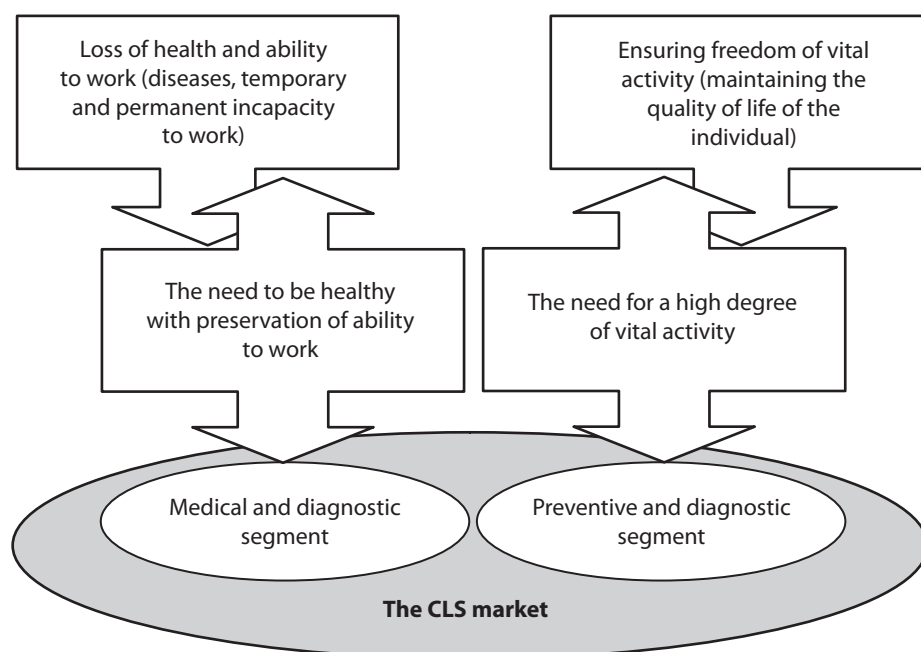 Loss of health and ability
to work (diseases, temporary
and permanent incapacity
to work)
Ensuring freedom of vital
activity (maintaining the
quality of life of the
individual)
The need to be healthy
with preservation of ability
to work
The need for a high degree
of vital activity
Medical and diagnostic
segment
Preventive and diagnostic
segment
The CLS market